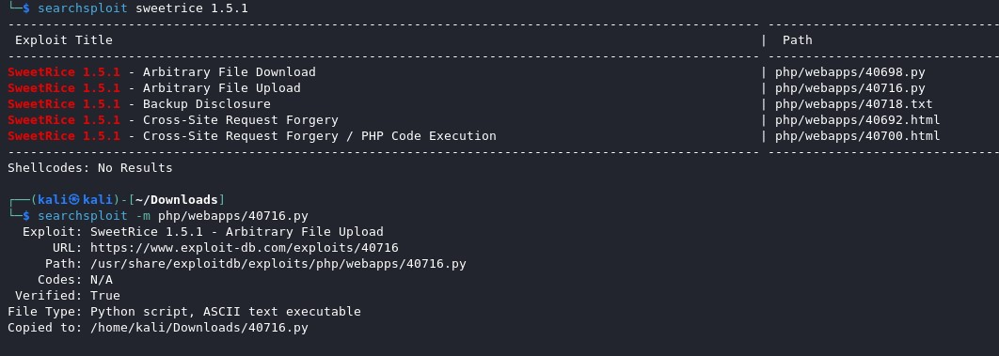 └─$ searchsploit sweetrice 1.5.1
---------------------------------------------------------------------------------------------------- -------------------------------
 Exploit Title                                                                                      |  Path
---------------------------------------------------------------------------------------------------- -------------------------------
SweetRice 1.5.1 - Arbitrary File Download                                                           | php/webapps/40698.py
SweetRice 1.5.1 - Arbitrary File Upload                                                             | php/webapps/40716.py
SweetRice 1.5.1 - Backup Disclosure                                                                 | php/webapps/40718.txt
SweetRice 1.5.1 - Cross-Site Request Forgery                                                        | php/webapps/40692.html
SweetRice 1.5.1 - Cross-Site Request Forgery / PHP Code Execution                                   | php/webapps/40700.html
---------------------------------------------------------------------------------------------------- -------------------------------
Shellcodes: No Results
┌──(kali㉿kali)-[~/Downloads]
└─$ searchsploit -m php/webapps/40716.py
  Exploit: SweetRice 1.5.1 - Arbitrary File Upload
      URL: https://www.exploit-db.com/exploits/40716
     Path: /usr/share/exploitdb/exploits/php/webapps/40716.py
    Codes: N/A
 Verified: True
File Type: Python script, ASCII text executable
Copied to: /home/kali/Downloads/40716.py